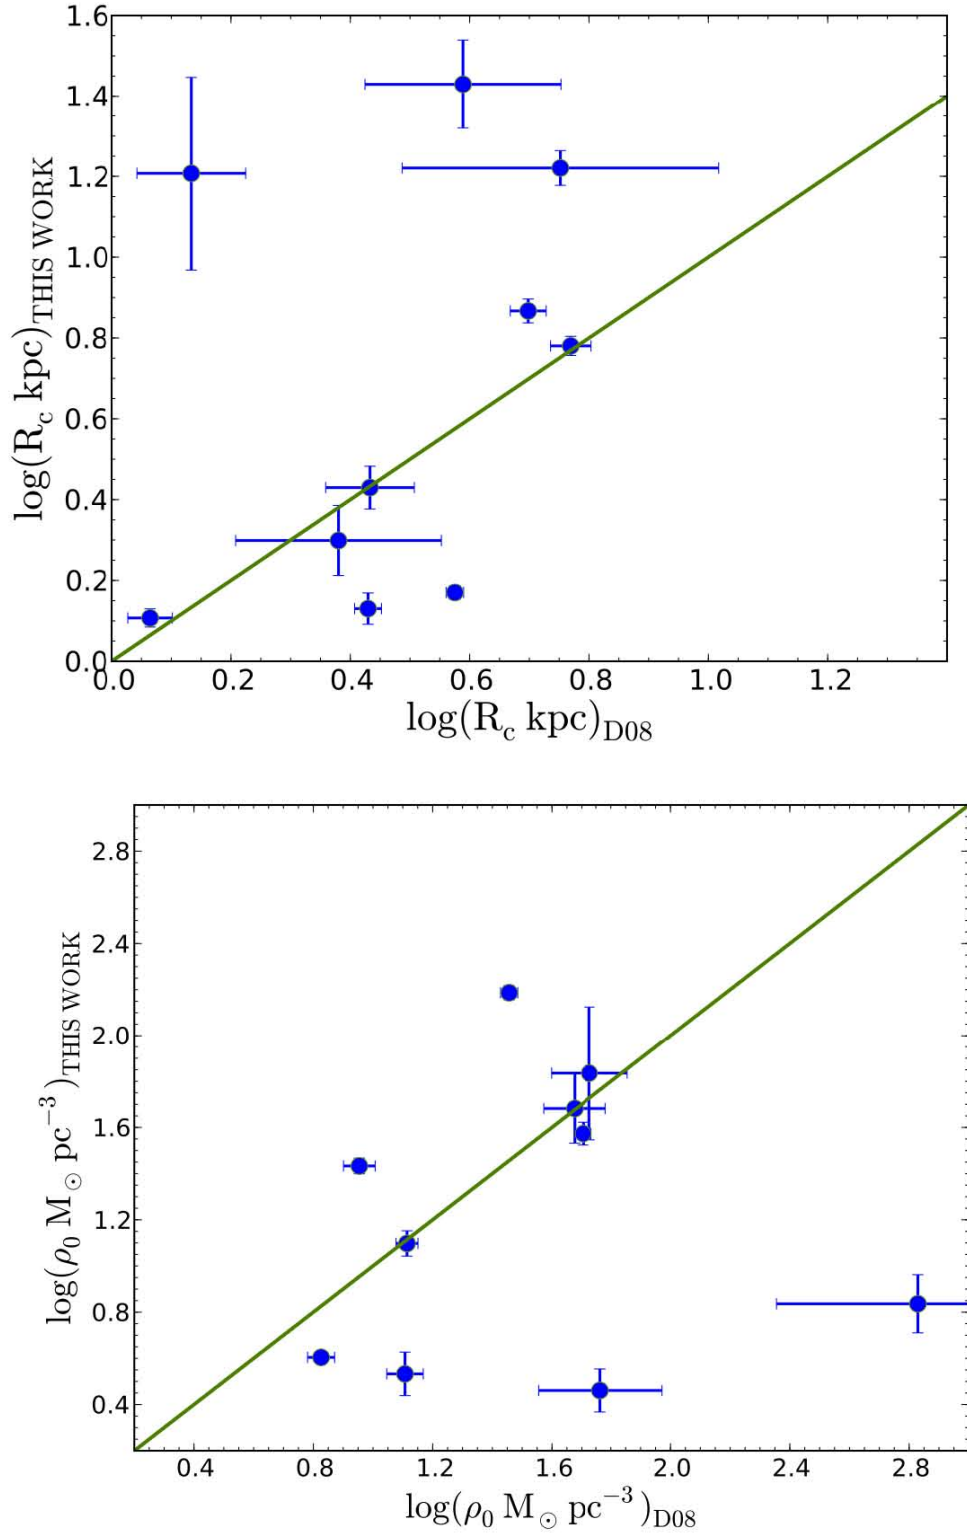 1.6
1.4
1.2
1.0
0.8
0.6
0.4
0.2
0.0
log(R_c kpc)_THIS WORK
0.0 0.2 0.4 0.6 0.8 1.0 1.2
log(R_c kpc)_D08
2.8
2.4
2.0
1.6
1.2
0.8
0.4
log(ρ_0 M_⊙ pc^−3)_THIS WORK
0.4 0.8 1.2 1.6 2.0 2.4 2.8
log(ρ_0 M_⊙ pc^−3)_D08